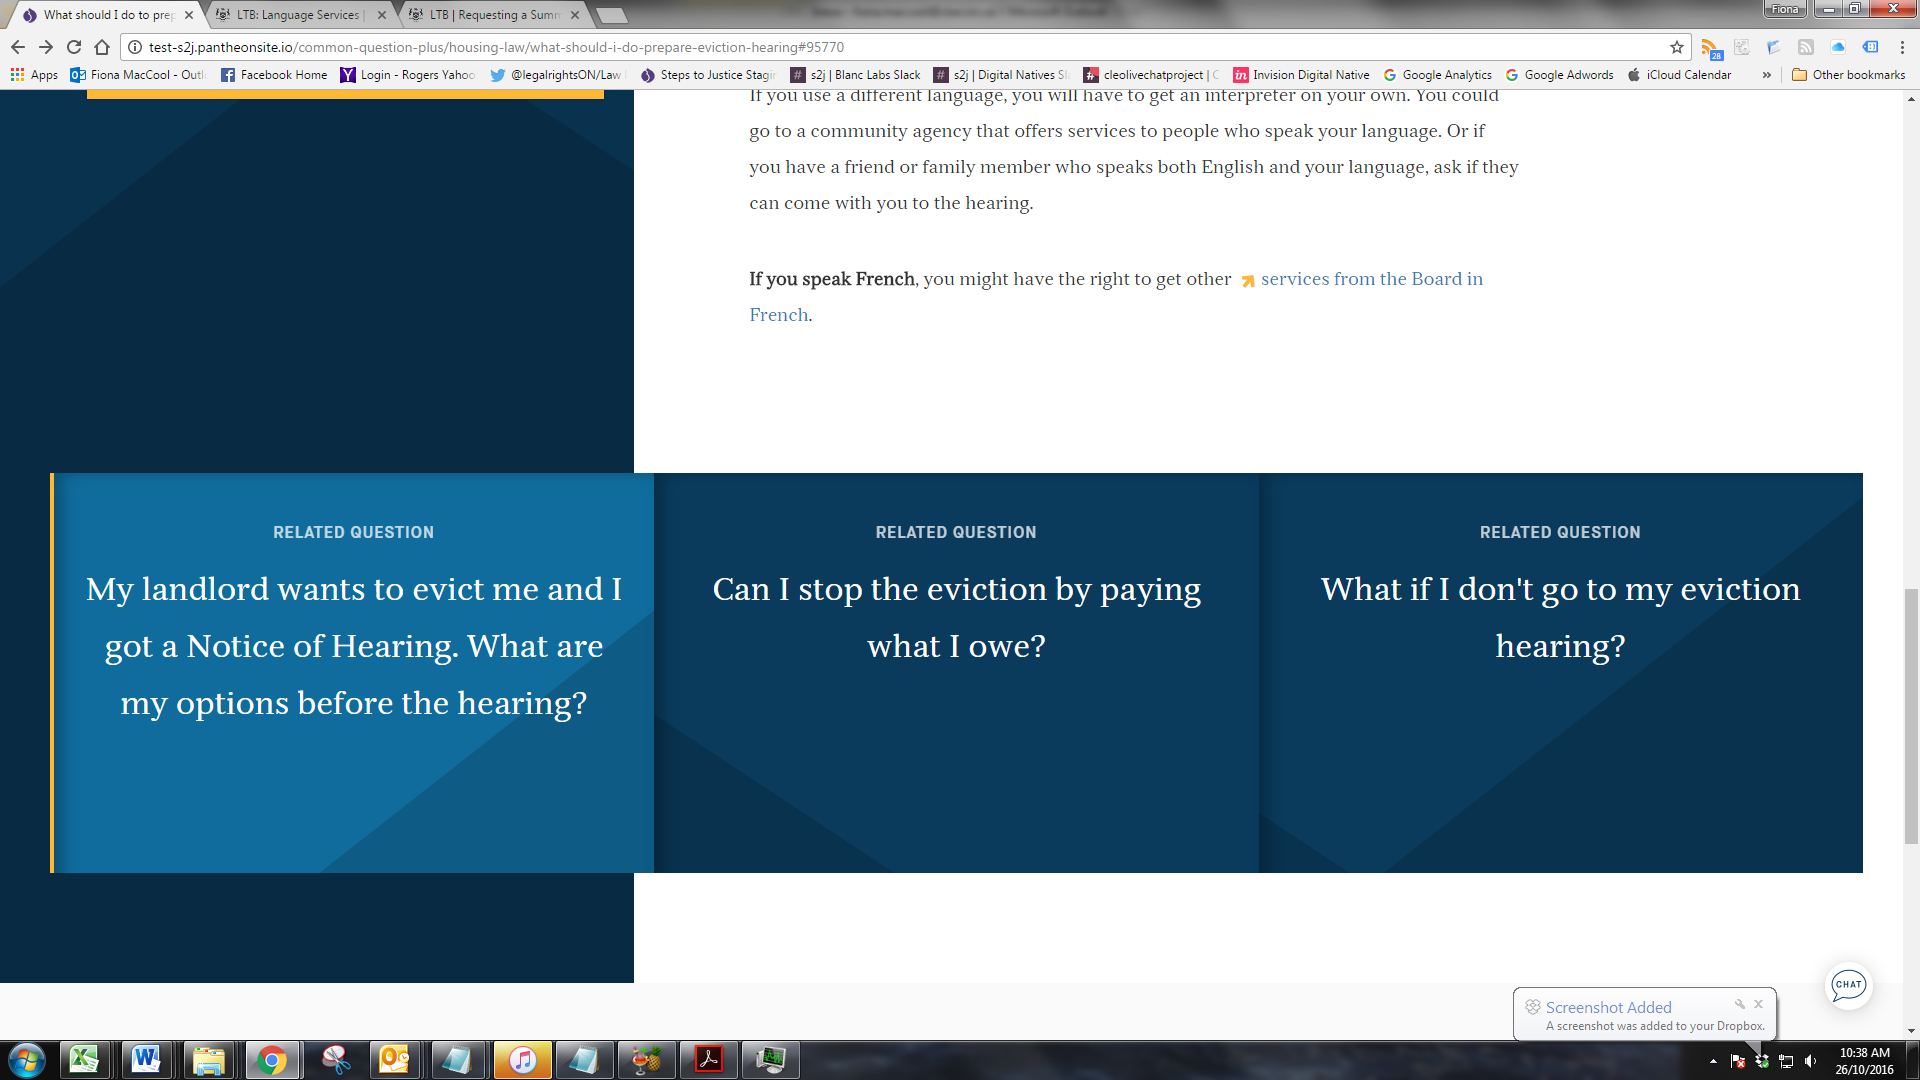 What should I do to prep
LTB: Language Services |
LTB | Requesting a Summ
Fiona
test-s2j.pantheonsite.io/common-question-plus/housing-law/what-should-i-do-prepare-eviction-hearing#95770
28
Apps
Fiona MacCool - Outl
Facebook Home
Login - Rogers Yahoo
@legalrightsON/Law
Steps to Justice Stagin
s2j | Blanc Labs Slack
s2j | Digital Natives Sl
cleolivechatproject | C
in
Invision Digital Native
Google Analytics
Google Adwords
iCloud Calendar
»
Other bookmarks
If you use a different language, you will have to get an interpreter on your own. You could
go to a community agency that offers services to people who speak your language. Or if
you have a friend or family member who speaks both English and your language, ask if they
can come with you to the hearing.
If you speak French, you might have the right to get other services from the Board in
French.
RELATED QUESTION
My landlord wants to evict me and I
got a Notice of Hearing. What are
my options before the hearing?
RELATED QUESTION
Can I stop the eviction by paying
what I owe?
RELATED QUESTION
What if I don't go to my eviction
hearing?
CHAT
Screenshot Added
A screenshot was added to your Dropbox.
10:38 AM
26/10/2016